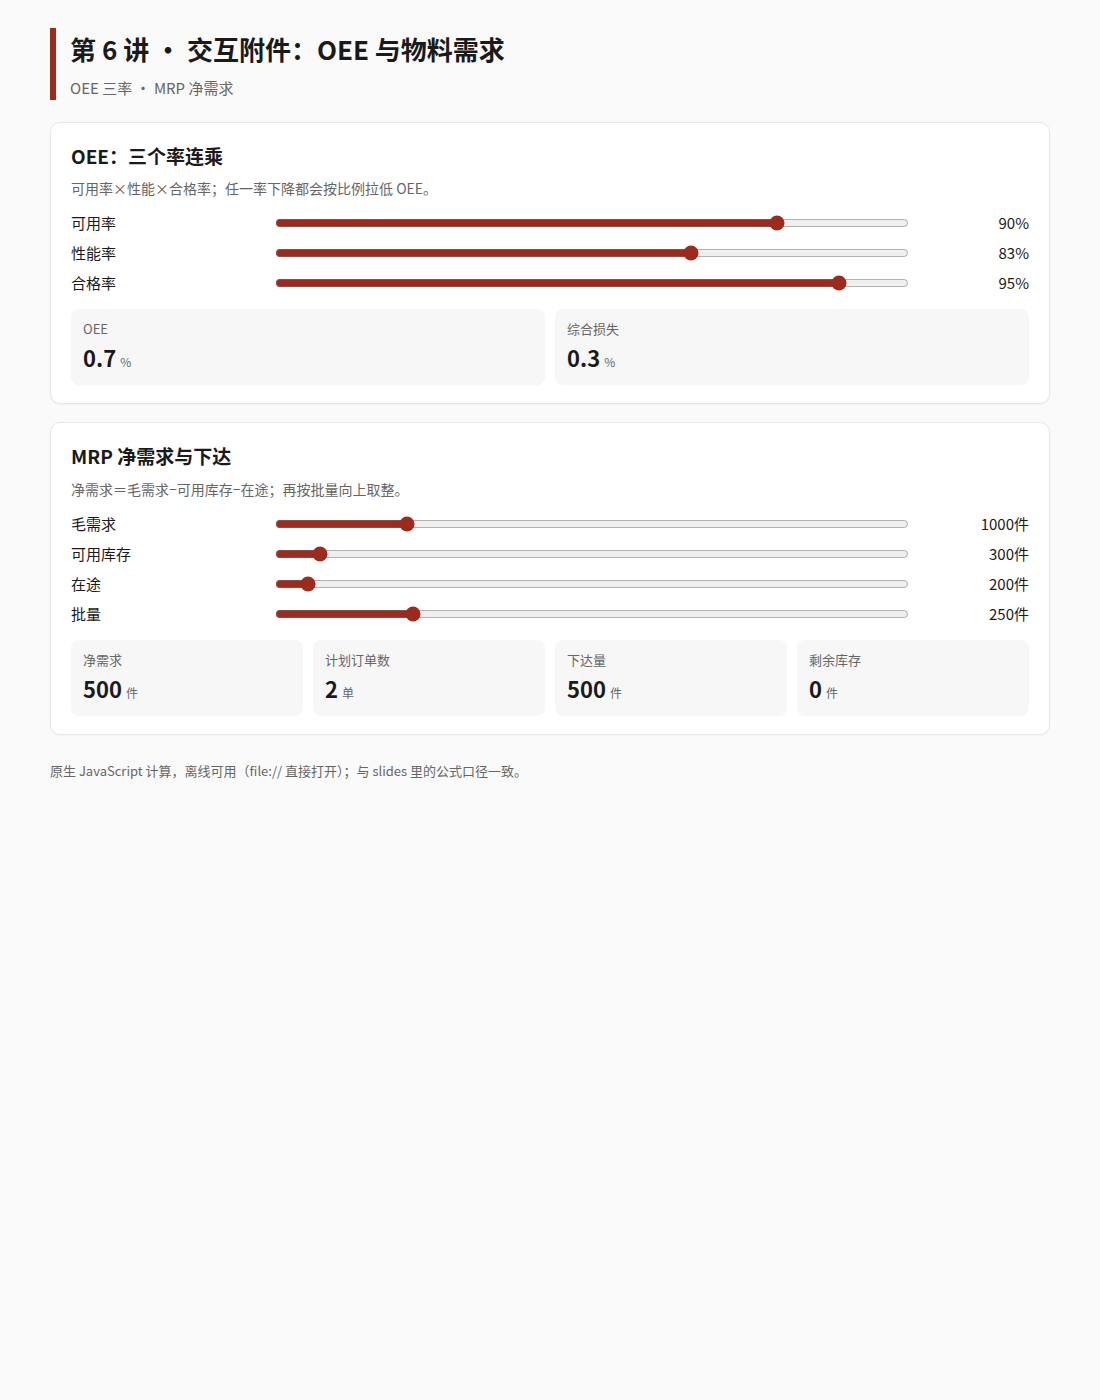 第 6 讲 · 交互附件：OEE 与物料需求
OEE 三率 · MRP 净需求
OEE：三个率连乘
可用率×性能×合格率；任一率下降都会按比例拉低 OEE。
可用率 90%
性能率 83%
合格率 95%
OEE 综合损失
0.7 % 0.3 %
MRP 净需求与下达
净需求＝毛需求−可用库存−在途；再按批量向上取整。
毛需求 1000件
可用库存 300件
在途 200件
批量 250件
净需求 计划订单数 下达量 剩余库存
500 件 2 单 500 件 0 件
原生 JavaScript 计算，离线可用（file:// 直接打开）；与 slides 里的公式口径一致。